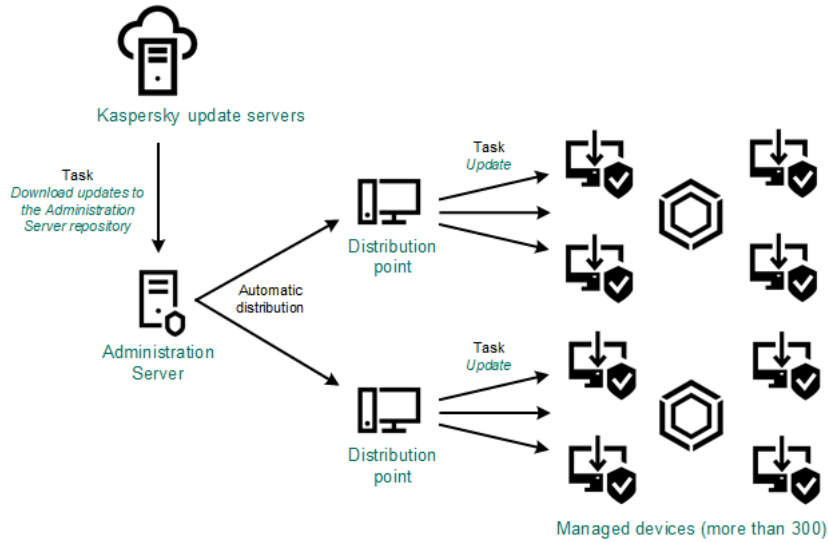 Kaspersky update servers
Task
Download updates to
the Administration
Server repository
Administration
Server
Automatic
distribution
Distribution
point
Task
Update
Distribution
point
Task
Update
Managed devices (more than 300)